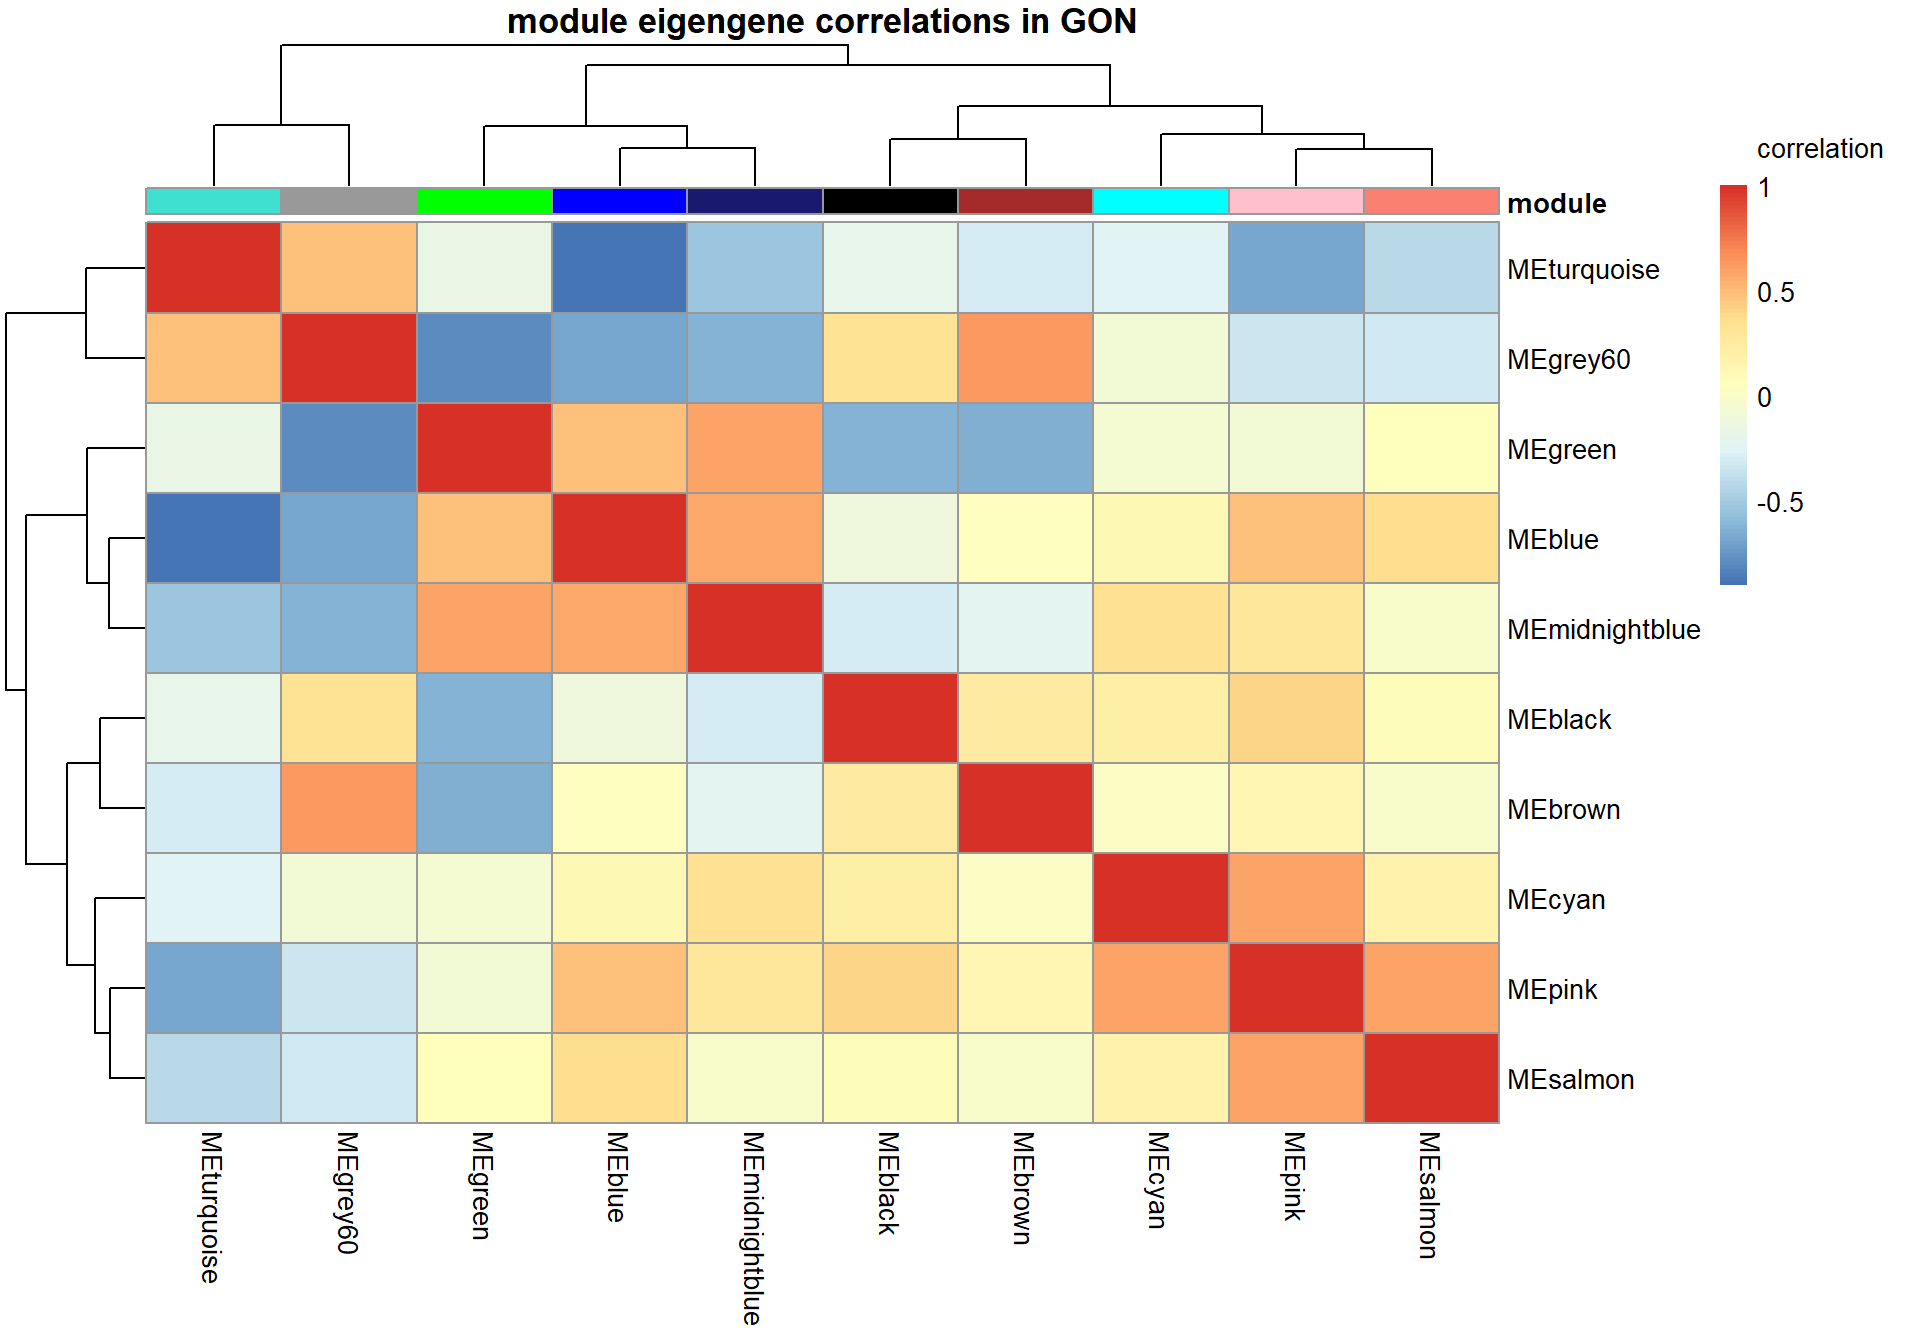 module eigengene correlations in GON
correlation
module
1
0.5
0
-0.5
MEturquoise
MEgrey60
MEgreen
MEblue
MEmidnightblue
MEblack
MEbrown
MEcyan
MEpink
MEsalmon
MEturquoise
MEgrey60
MEgreen
MEblue
MEmidnightblue
MEblack
MEbrown
MEcyan
MEpink
MEsalmon